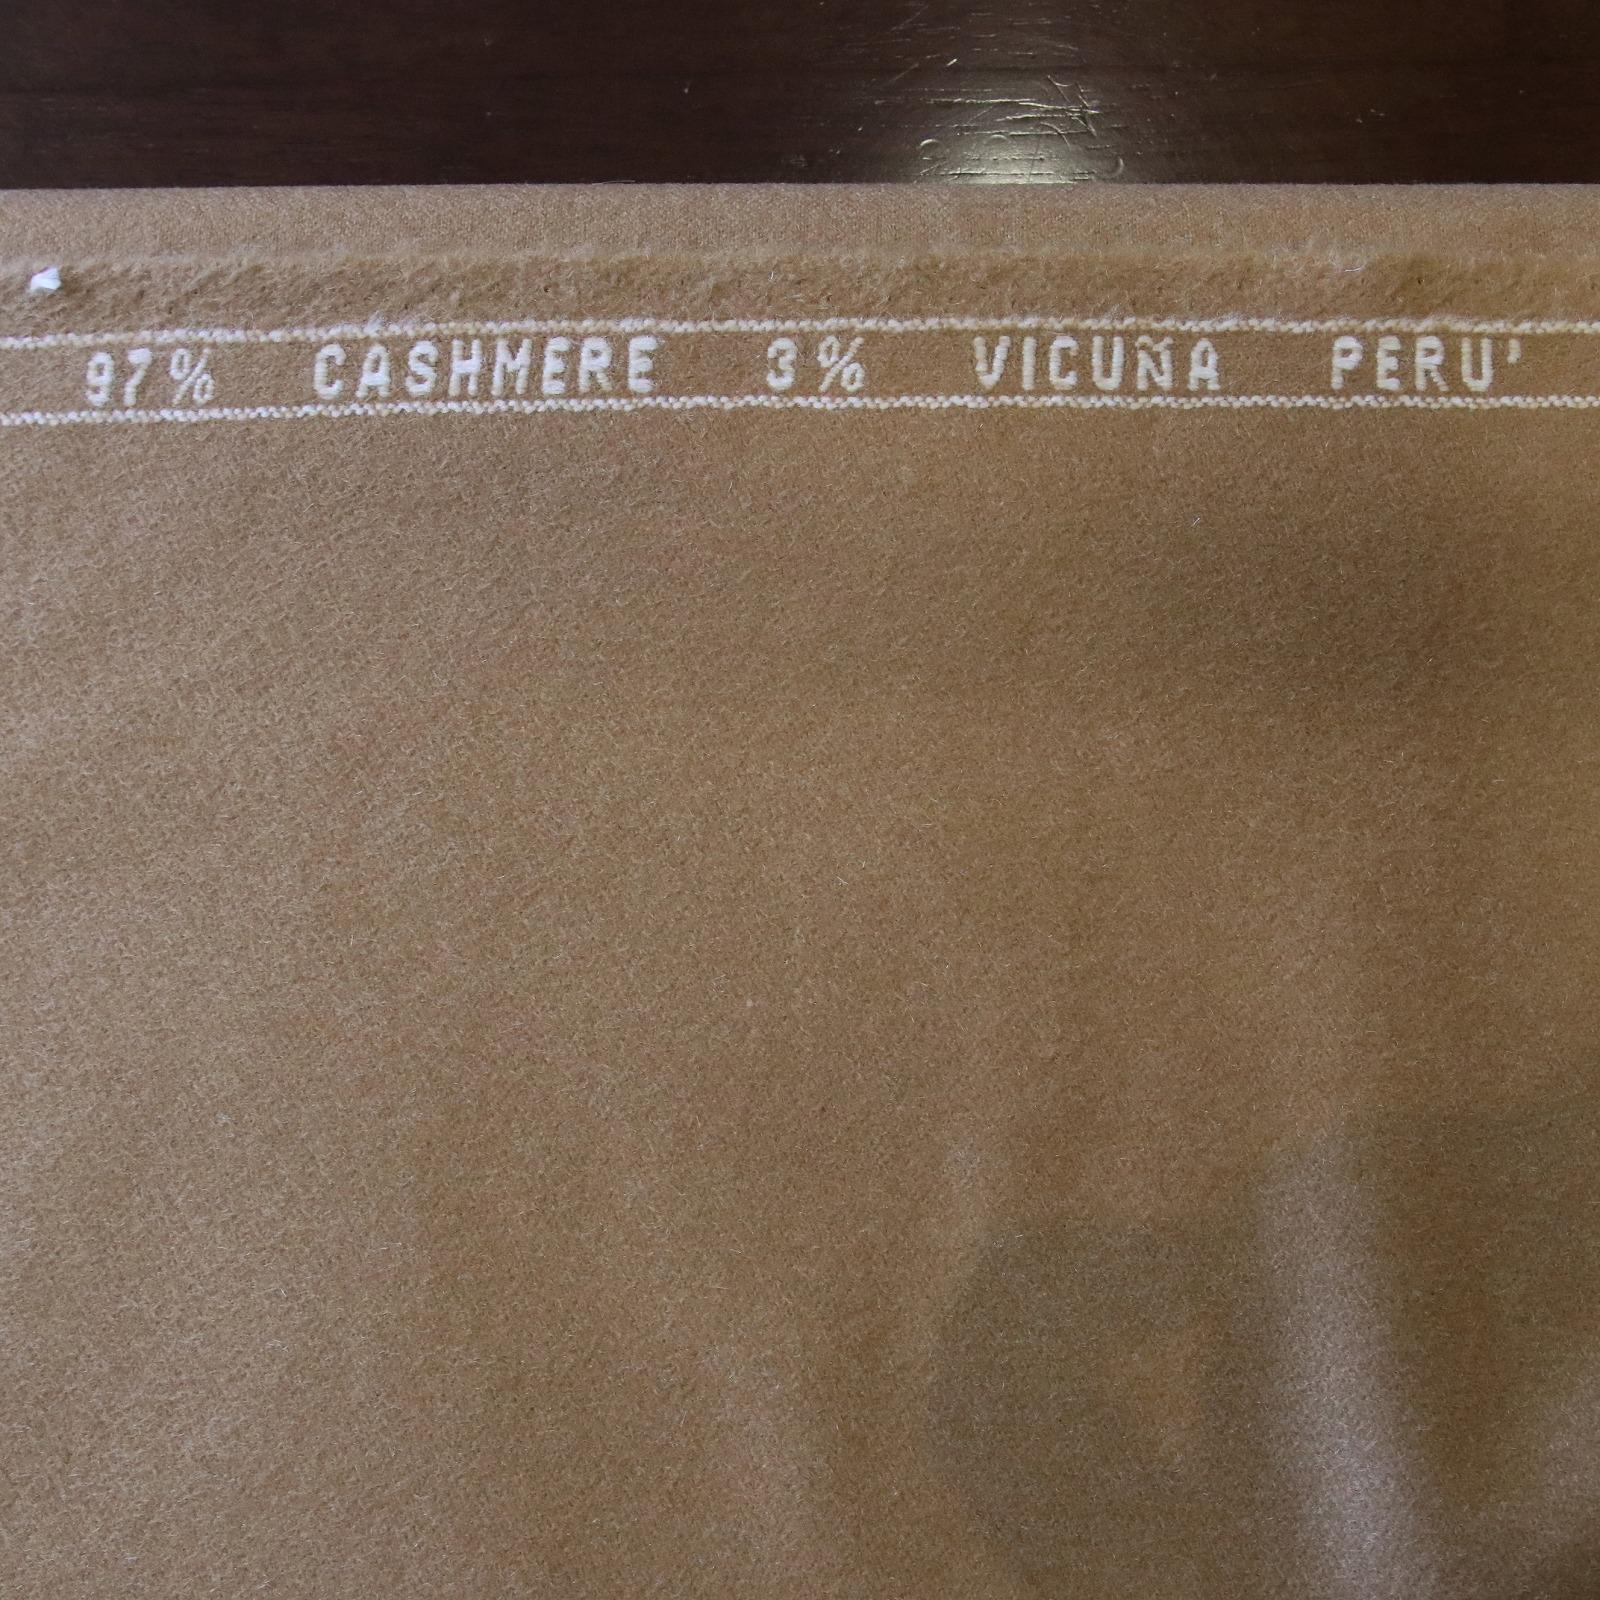 97% CASHMERE 3% VICUÑA PERU'